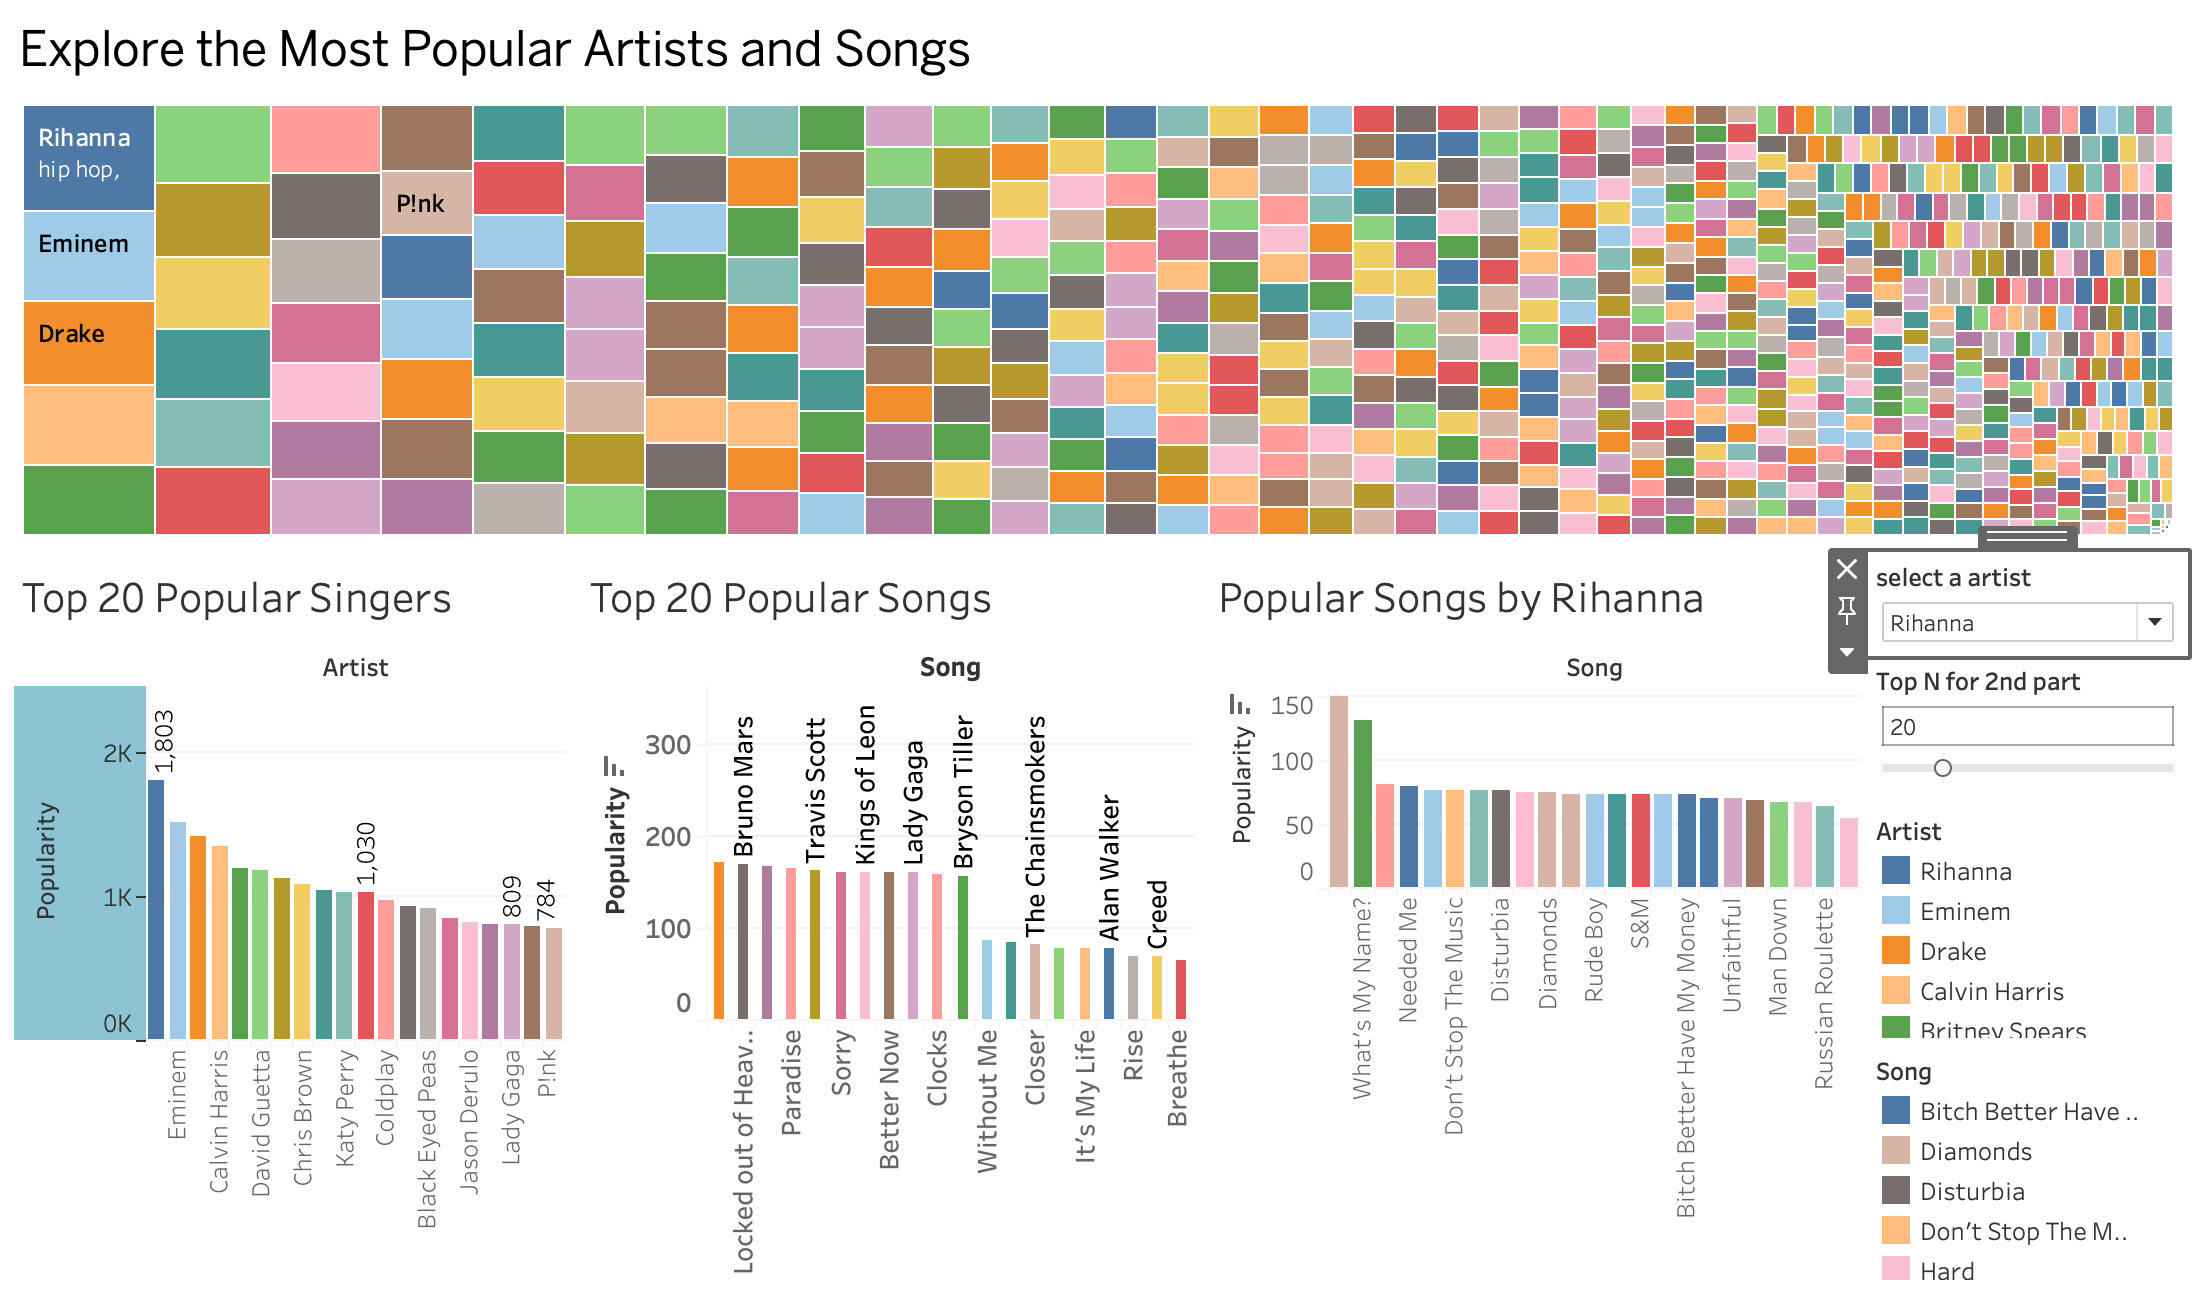 Explore the Most Popular Artists and Songs
Rihanna
hip hop,
Eminem
Drake
P!nk
Top 20 Popular Singers
Artist
Popularity
2K
1K
0K
1,803
1,030
809
784
Eminem
Calvin Harris
David Guetta
Chris Brown
Katy Perry
Coldplay
Black Eyed Peas
Jason Derulo
Lady Gaga
P!nk
Top 20 Popular Songs
Song
Popularity
300
200
100
0
Bruno Mars
Travis Scott
Kings of Leon
Lady Gaga
Bryson Tiller
The Chainsmokers
Alan Walker
Creed
Locked out of Heav..
Paradise
Sorry
Better Now
Clocks
Without Me
Closer
It's My Life
Rise
Breathe
Popular Songs by Rihanna
Song
Popularity
150
100
50
0
What's My Name?
Needed Me
Don't Stop The Music
Disturbia
Diamonds
Rude Boy
S&M
Bitch Better Have My Money
Unfaithful
Man Down
Russian Roulette
select a artist
Rihanna
Top N for 2nd part
20
Artist
Rihanna
Eminem
Drake
Calvin Harris
Britney Spears
Song
Bitch Better Have ..
Diamonds
Disturbia
Don't Stop The M..
Hard